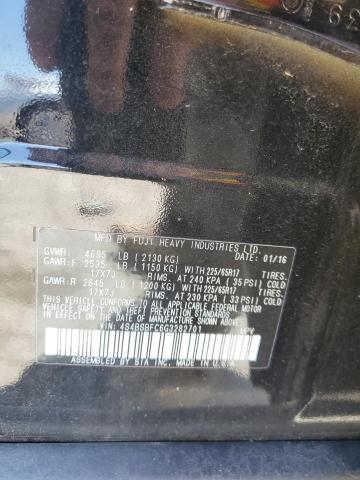 MFD BY FUJI HEAVY INDUSTRIES LTD.
GVWR: 4695 LB (2130 KG) DATE: 01/16
GAWR:F 2535 LB (1150 KG) WITH 225/65R17 TIRES.
17X7J RIMS, AT 240 KPA (35 PSI) COLD
GAWR:R 2645 LB (1200 KG) WITH 225/65R17 TIRES.
17X7J RIMS, AT 230 KPA (33 PSI) COLD
THIS VEHICLE CONFORMS TO ALL APPLICABLE FEDERAL MOTOR
VEHICLE SAFETY, BUMPER, AND THEFT PREVENTION STANDARDS
IN EFFECT ON THE DATE OF MANUFACTURE SHOWN ABOVE.
VIN: 4S4BSBFC6G3282701 MPV
ASSEMBLED BY SIA, INC. MADE IN U.S.A.